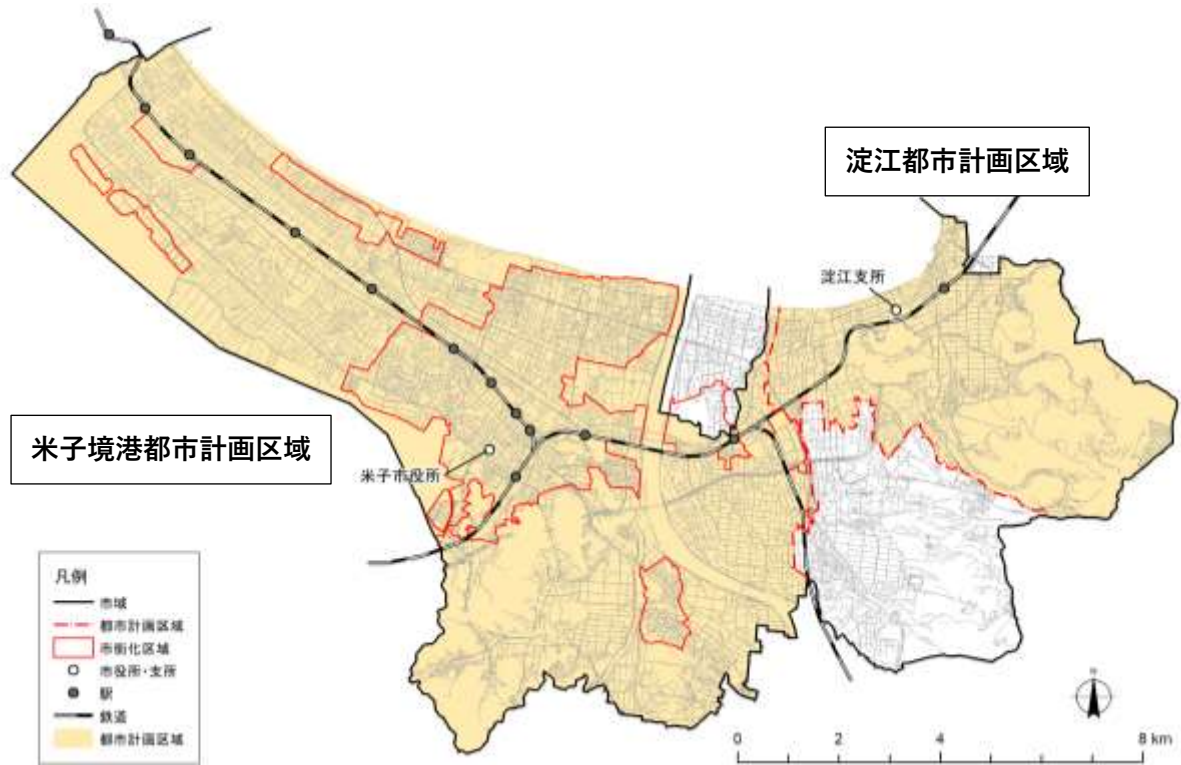 淀江都市計画区域
淀江支所
米子境港都市計画区域
米子市役所
凡例
市域
都市計画区域
市街化区域
市役所・支所
駅
鉄道
都市計画区域
N
0 2 4 8 km